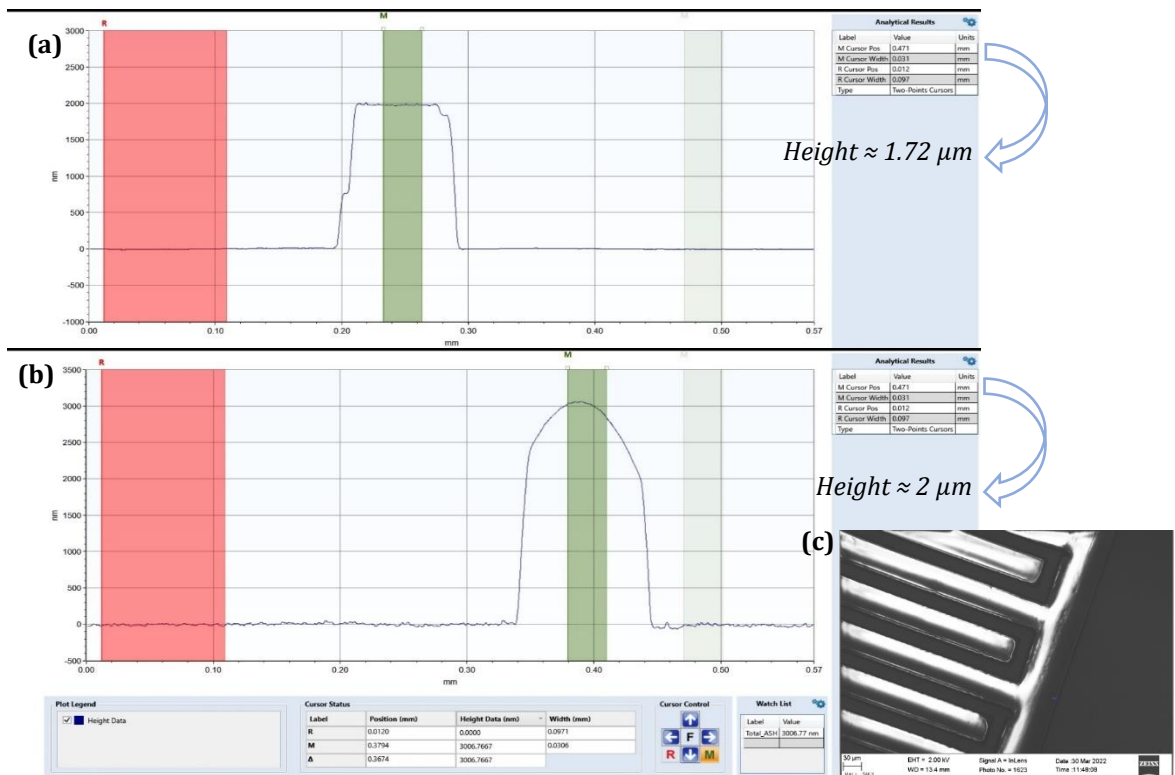 (a)
R
M
M
3000
2500
2000
1500
1000
500
0
-500
-1000
nm
0.00 0.10 0.20 0.30 0.40 0.50 0.57
mm
Analytical Results
Label Value Units
M Cursor Pos 0.471 mm
M Cursor Width 0.031 mm
R Cursor Pos 0.012 mm
R Cursor Width 0.097 mm
Type Two-Points Cursors
Height ≈ 1.72 μm
(b)
R
M
M
3500
3000
2500
2000
1500
1000
500
0
-500
nm
0.00 0.10 0.20 0.30 0.40 0.50 0.57
mm
Analytical Results
Label Value Units
M Cursor Pos 0.471 mm
M Cursor Width 0.031 mm
R Cursor Pos 0.012 mm
R Cursor Width 0.097 mm
Type Two-Points Cursors
Height ≈ 2 μm
Plot Legend
Height Data
Cursor Status
Label Position (mm) Height Data (nm) Width (mm)
R 0.0120 0.0000 0.0971
M 0.3794 3006.7667 0.0306
Δ 0.3674 3006.7667
Cursor Control
F
R M
Watch List
Label Value
Total_ASH 3006.77 nm
(c)
30 μm
EHT = 2.00 kV Signal A = InLens Date :30 Mar 2022
WD = 13.4 mm Photo No. = 1623 Time :11:48:09
ZEISS